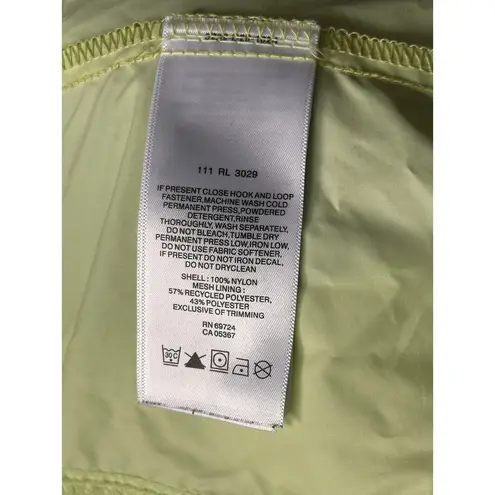 111 RL 3029
IF PRESENT CLOSE HOOK AND LOOP
FASTENER,MACHINE WASH COLD
PERMANENT PRESS,POWDERED
DETERGENT,RINSE
THOROUGHLY, WASH SEPARATELY,
DO NOT BLEACH,TUMBLE DRY
PERMANENT PRESS LOW,IRON LOW,
DO NOT USE FABRIC SOFTENER,
IF PRESENT DO NOT IRON DECAL,
DO NOT DRYCLEAN
SHELL : 100% NYLON
MESH LINING :
57% RECYCLED POLYESTER,
43% POLYESTER
EXCLUSIVE OF TRIMMING
RN 69724
CA 05367
30C